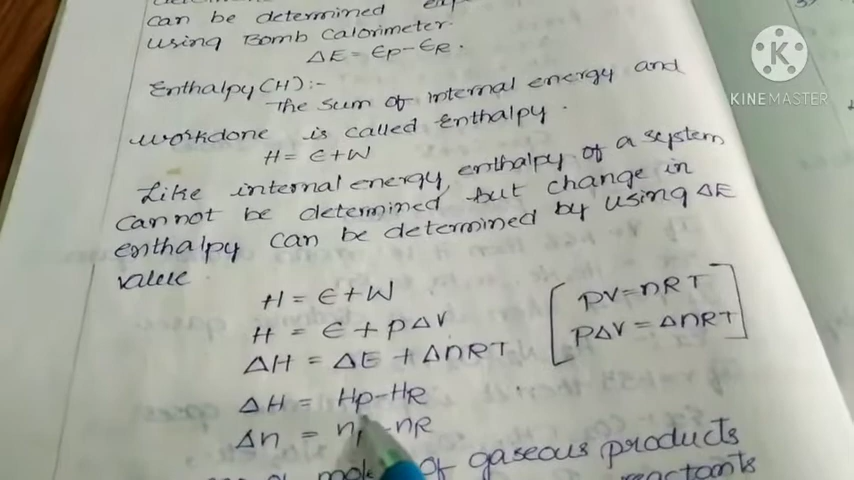 can be determined
using Bomb calorimeter.
ΔE = EP - ER.
Enthalpy(H):-
The sum of internal energy and
workdone is called Enthalpy.
H = E + W
Like internal energy, enthalpy of a system
cannot be determined but change in
enthalpy can be determined by using ΔE
value
H = E + W
H = E + PΔV
ΔH = ΔE + ΔnRT
PV = nRT
PΔV = ΔnRT
ΔH = HP - HR
Δn = np - nR
of gaseous products
reactants
KINEMASTER